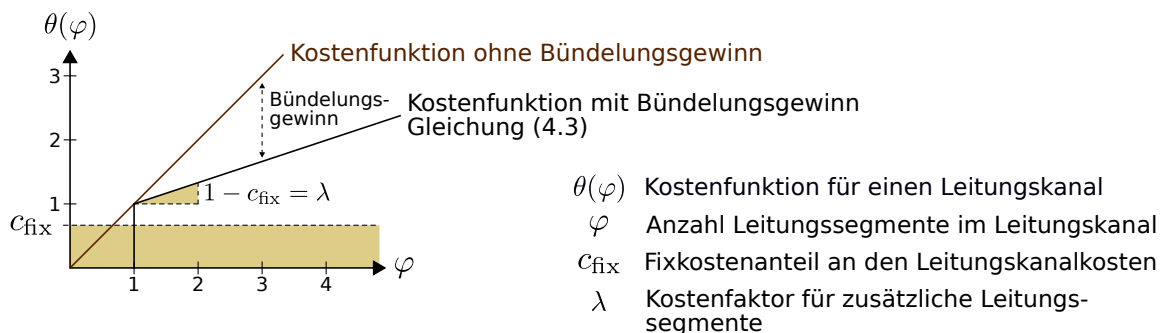 θ(φ)
Kostenfunktion ohne Bündelungsgewinn
3
Bündelungs-
gewinn
Kostenfunktion mit Bündelungsgewinn
Gleichung (4.3)
2
1
1 − c_fix = λ
c_fix
φ
1 2 3 4
θ(φ) Kostenfunktion für einen Leitungskanal
φ Anzahl Leitungssegmente im Leitungskanal
c_fix Fixkostenanteil an den Leitungskanalkosten
λ Kostenfaktor für zusätzliche Leitungs-
segmente